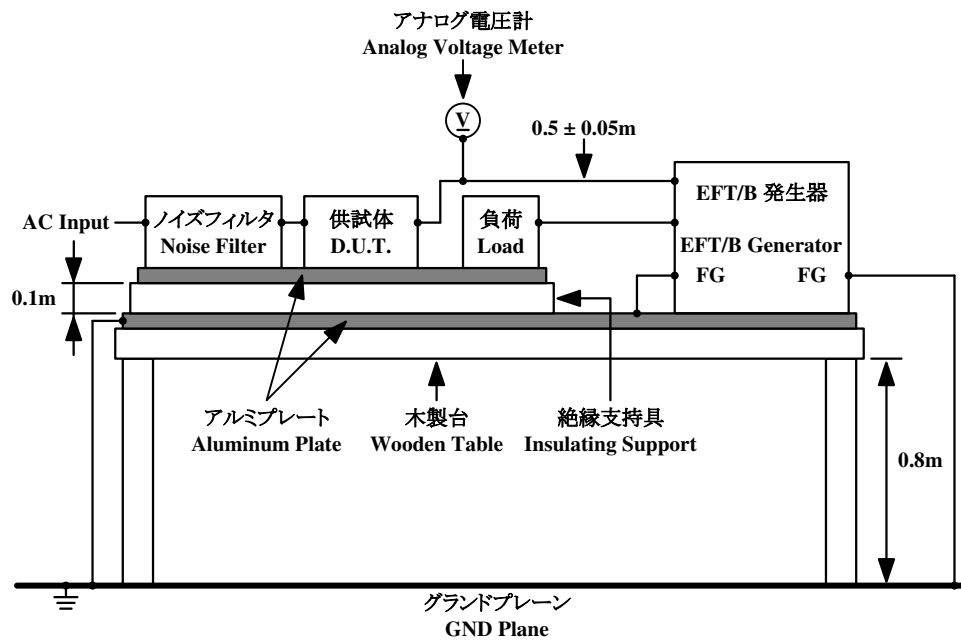 アナログ電圧計
Analog Voltage Meter
V
0.5 ± 0.05m
EFT/B 発生器
EFT/B Generator
FG FG
AC Input
ノイズフィルタ
Noise Filter
供試体
D.U.T.
負荷
Load
0.1m
アルミプレート
Aluminum Plate
木製台
Wooden Table
絶縁支持具
Insulating Support
0.8m
グランドプレーン
GND Plane